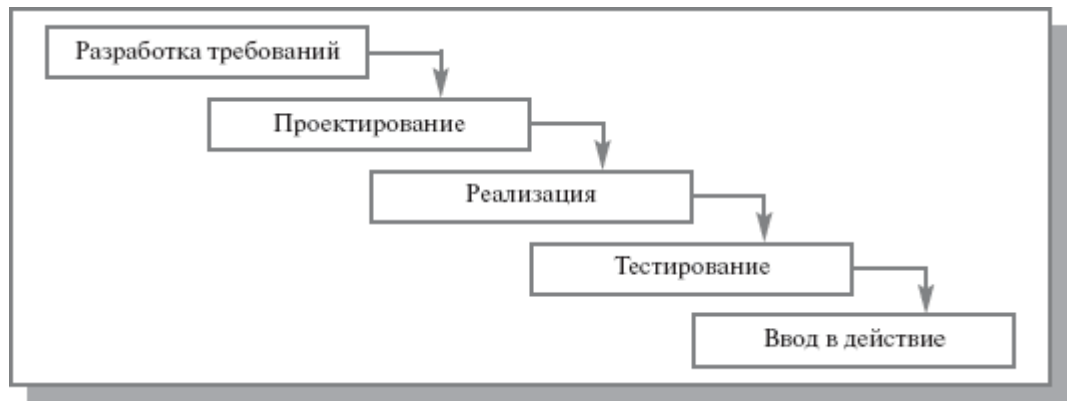 Разработка требований
Проектирование
Реализация
Тестирование
Ввод в действие